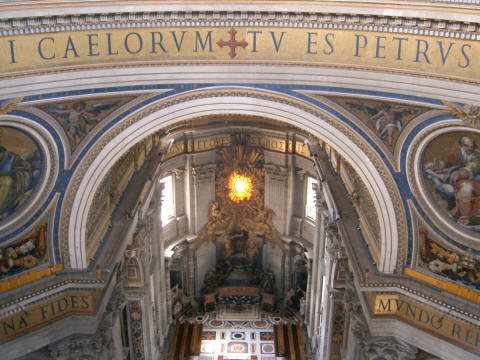 I CAELORVM ✠ TV ES PETRVS
NA FIDES
MVNDO RE